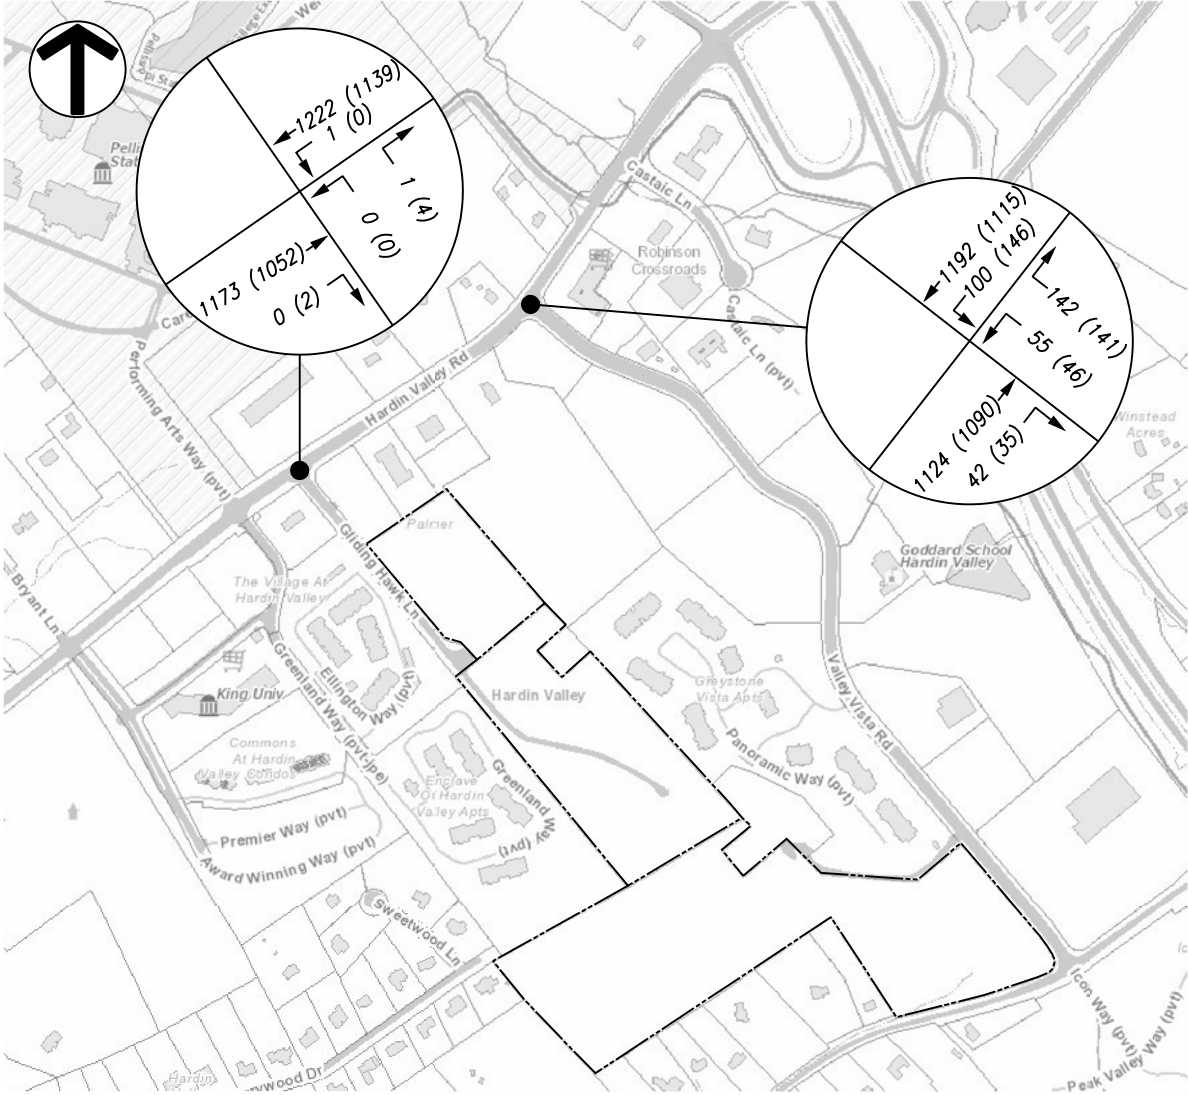 1222 (1139)
1 (0)
1 (4)
0 (0)
1173 (1052)
0 (2)
1192 (1115)
100 (146)
142 (141)
55 (46)
1124 (1090)
42 (35)
Castaic Ln
Robinson
Crossroads
Castaic Ln (pvt)
Performing Arts Way (pvt)
Hardin Valley Rd
Winstead
Acres
Palmer
Gliding Hawk Ln
Goddard School
Hardin Valley
Bryant Ln
The Village At
Hardin Valley
Ellington
Way (pvt)
Greenland Way (pvt-jpe)
King Univ
Hardin Valley
Greystone
Vista Apts
Valley Vista Rd
Panoramic Way (pvt)
Commons
At Hardin
Valley Condos
Enclave
Of Hardin
Valley Apts
Greenland Way
(pvt)
Premier Way (pvt)
Award Winning Way (pvt)
Sweetwood Ln
Icon Way (pvt)
Peak Valley Way (pvt)
Hardin